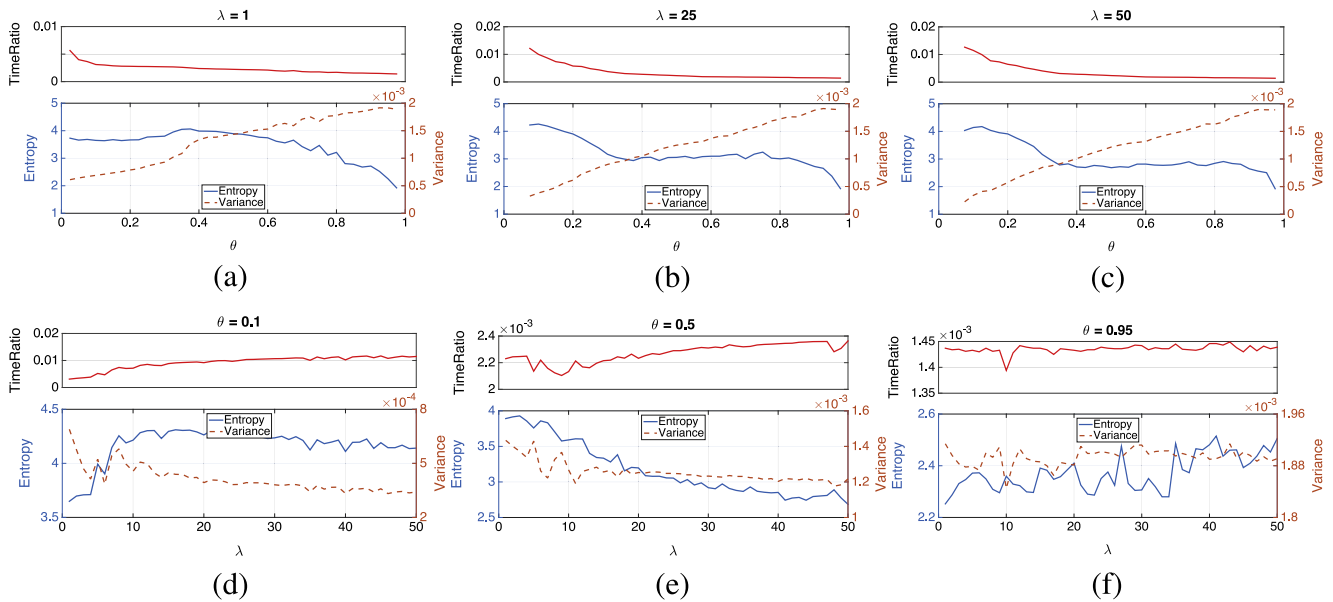 λ = 1
0.01
0
TimeRatio
×10⁻³
5
4
3
2
1
Entropy
2
1.5
1
0.5
0
Variance
Entropy
Variance
0 0.2 0.4 0.6 0.8 1
θ
(a)
λ = 25
0.02
0.01
0
TimeRatio
×10⁻³
5
4
3
2
1
Entropy
2
1.5
1
0.5
0
Variance
Entropy
Variance
0 0.2 0.4 0.6 0.8 1
θ
(b)
λ = 50
0.02
0.01
0
TimeRatio
×10⁻³
5
4
3
2
1
Entropy
2
1.5
1
0.5
0
Variance
Entropy
Variance
0 0.2 0.4 0.6 0.8 1
θ
(c)
θ = 0.1
0.02
0.01
0
TimeRatio
×10⁻⁴
4.5
4
3.5
Entropy
8
5
2
Variance
Entropy
Variance
0 10 20 30 40 50
λ
(d)
θ = 0.5
×10⁻³
2.4
2.2
2
TimeRatio
×10⁻³
4
3.5
3
2.5
Entropy
1.6
1.4
1.2
1
Variance
Entropy
Variance
0 10 20 30 40 50
λ
(e)
θ = 0.95
×10⁻³
1.45
1.4
1.35
TimeRatio
×10⁻³
2.6
2.4
2.2
Entropy
1.96
1.88
1.8
Variance
Entropy
Variance
0 10 20 30 40 50
λ
(f)